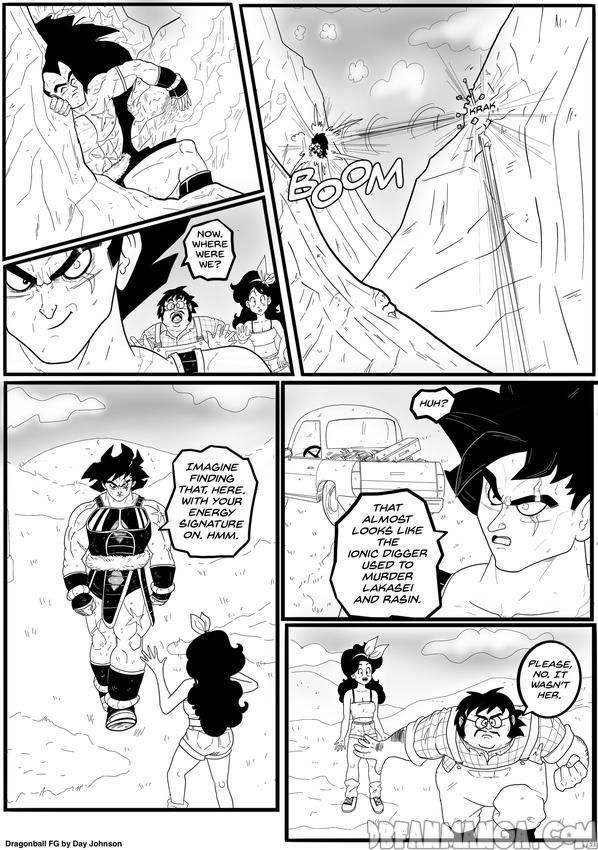 KRAK
BOOM
NOW.
WHERE
WERE
WE?
IMAGINE
FINDING
THAT, HERE.
WITH YOUR
ENERGY
SIGNATURE
ON. HMM.
HUH?
THAT
ALMOST
LOOKS LIKE
THE
IONIC DIGGER
USED TO
MURDER
LAKASEI
AND RASIN.
PLEASE,
NO. IT
WASN'T
HER.
Dragonball FG by Day Johnson
DREAMMANGA.COM
33